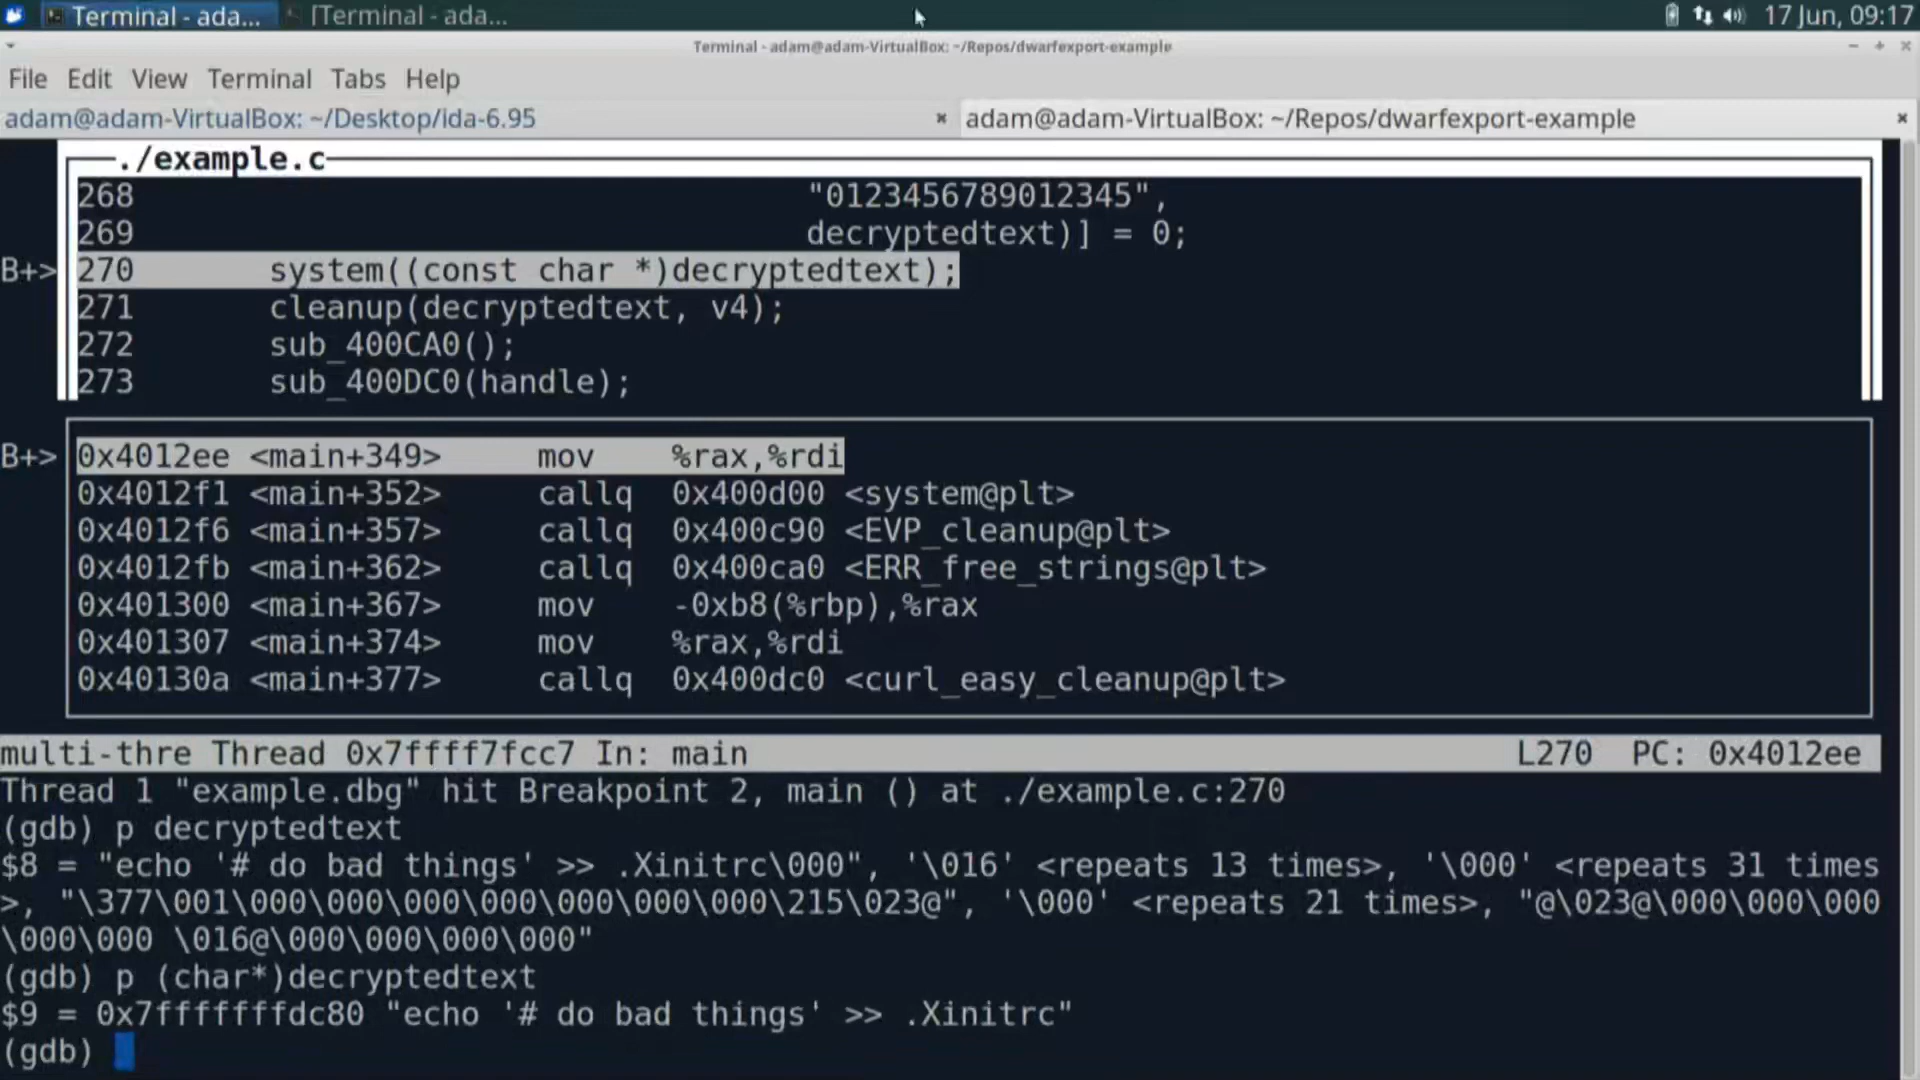 Terminal - ada...
[Terminal - ada...
17 Jun, 09:17
Terminal - adam@adam-VirtualBox: ~/Repos/dwarfexport-example
File Edit View Terminal Tabs Help
adam@adam-VirtualBox: ~/Desktop/ida-6.95
adam@adam-VirtualBox: ~/Repos/dwarfexport-example
./example.c
268 "0123456789012345",
269 decryptedtext)] = 0;
B+> 270 system((const char *)decryptedtext);
271 cleanup(decryptedtext, v4);
272 sub_400CA0();
273 sub_400DC0(handle);
B+> 0x4012ee <main+349> mov %rax,%rdi
0x4012f1 <main+352> callq 0x400d00 <system@plt>
0x4012f6 <main+357> callq 0x400c90 <EVP_cleanup@plt>
0x4012fb <main+362> callq 0x400ca0 <ERR_free_strings@plt>
0x401300 <main+367> mov -0xb8(%rbp),%rax
0x401307 <main+374> mov %rax,%rdi
0x40130a <main+377> callq 0x400dc0 <curl_easy_cleanup@plt>
multi-thre Thread 0x7ffff7fcc7 In: main L270 PC: 0x4012ee
Thread 1 "example.dbg" hit Breakpoint 2, main () at ./example.c:270
(gdb) p decryptedtext
$8 = "echo '# do bad things' >> .Xinitrc\000", '\016' <repeats 13 times>, '\000' <repeats 31 times
>, "\377\001\000\000\000\000\000\000\000\215\023@", '\000' <repeats 21 times>, "@\023@\000\000\000
\000\000 \016@\000\000\000\000\000"
(gdb) p (char*)decryptedtext
$9 = 0x7fffffffdc80 "echo '# do bad things' >> .Xinitrc"
(gdb)